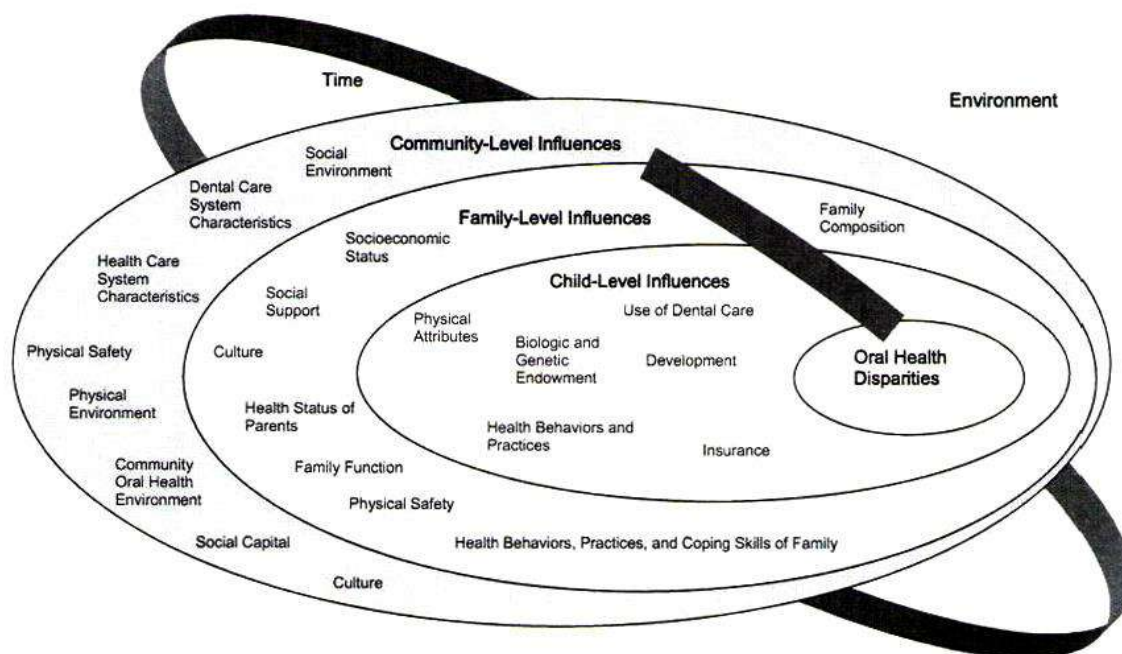 Time
Environment
Community-Level Influences
Social
Environment
Dental Care
System
Characteristics
Health Care
System
Characteristics
Physical Safety
Physical
Environment
Community
Oral Health
Environment
Social Capital
Culture
Family-Level Influences
Family
Composition
Socioeconomic
Status
Social
Support
Culture
Health Status of
Parents
Family Function
Physical Safety
Health Behaviors, Practices, and Coping Skills of Family
Child-Level Influences
Use of Dental Care
Physical
Attributes
Biologic and
Genetic
Endowment
Development
Health Behaviors and
Practices
Insurance
Oral Health
Disparities